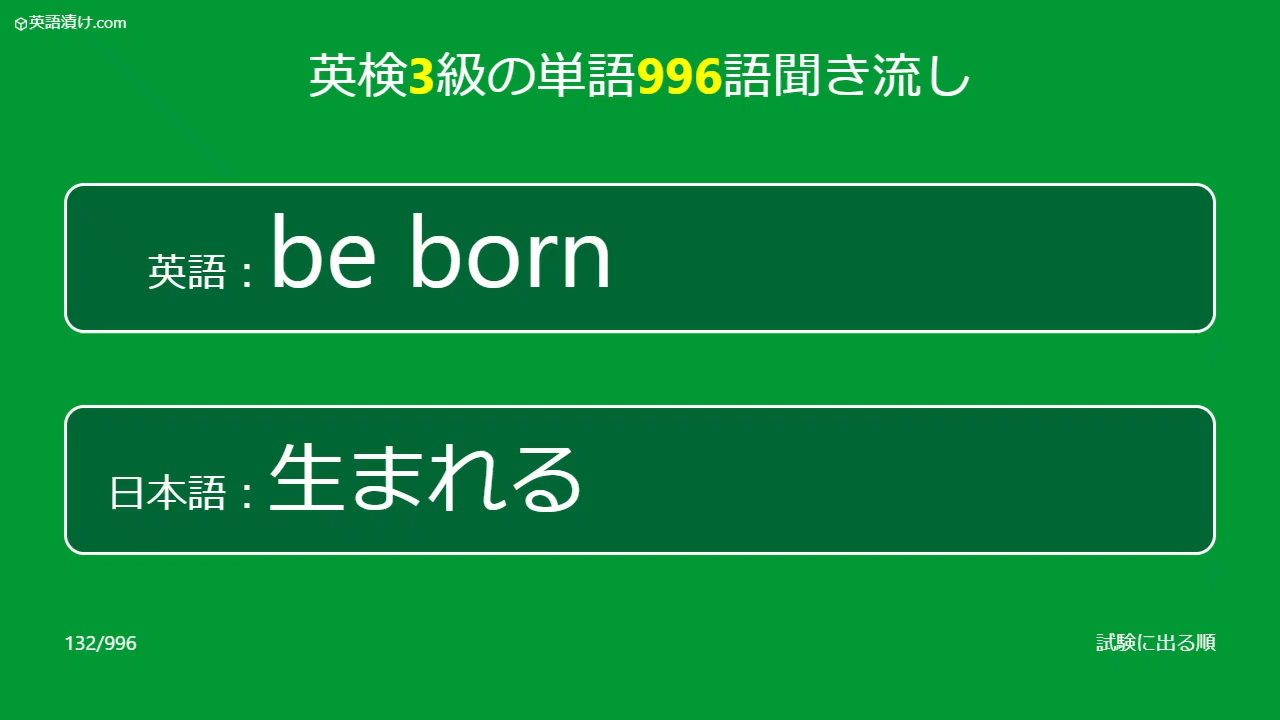 英語漬け.com
英検3級の単語996語聞き流し
英語：be born
日本語：生まれる
132/996
試験に出る順